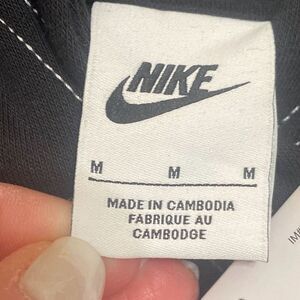 NIKE
M M M
MADE IN CAMBODIA
FABRIQUE AU
CAMBODGE